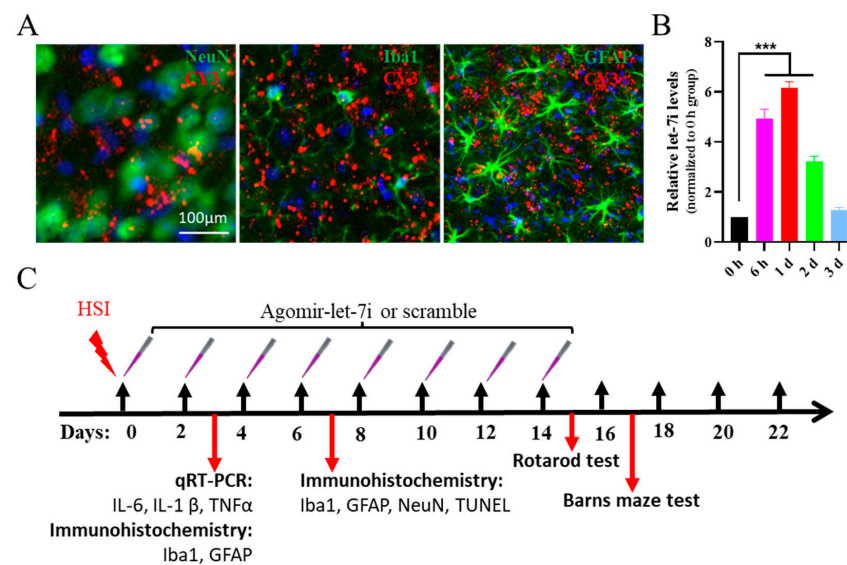 A
NeuN
CY3
100μm
Iba1
CY3
GFAP
CY3
B
Relative let-7i levels
(normalized to 0 h group)
8
6
4
2
0
***
0 h
6 h
1 d
2 d
3 d
C
HSI
Agomir-let-7i or scramble
Days: 0 2 4 6 8 10 12 14 16 18 20 22
qRT-PCR:
IL-6, IL-1 β, TNFα
Immunohistochemistry:
Iba1, GFAP
Immunohistochemistry:
Iba1, GFAP, NeuN, TUNEL
Rotarod test
Barns maze test